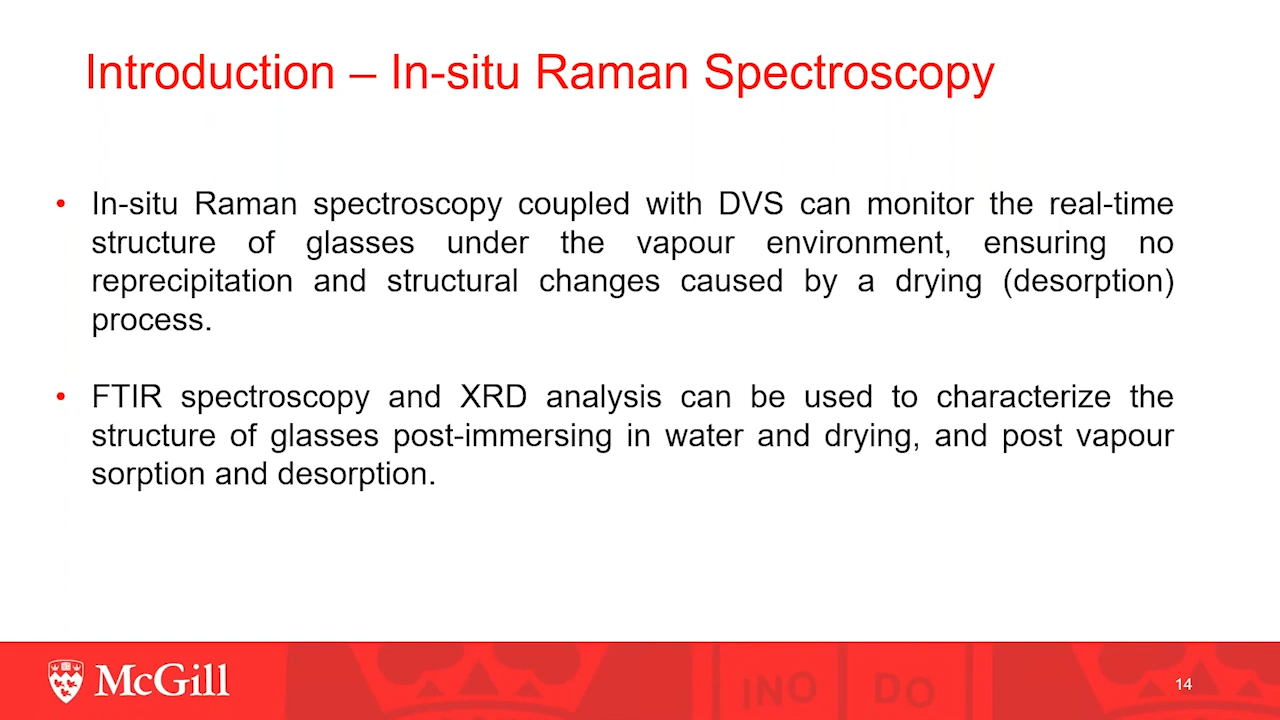 Introduction – In-situ Raman Spectroscopy
• In-situ Raman spectroscopy coupled with DVS can monitor the real-time
structure of glasses under the vapour environment, ensuring no
reprecipitation and structural changes caused by a drying (desorption)
process.
• FTIR spectroscopy and XRD analysis can be used to characterize the
structure of glasses post-immersing in water and drying, and post vapour
sorption and desorption.
McGill
INO DO
14